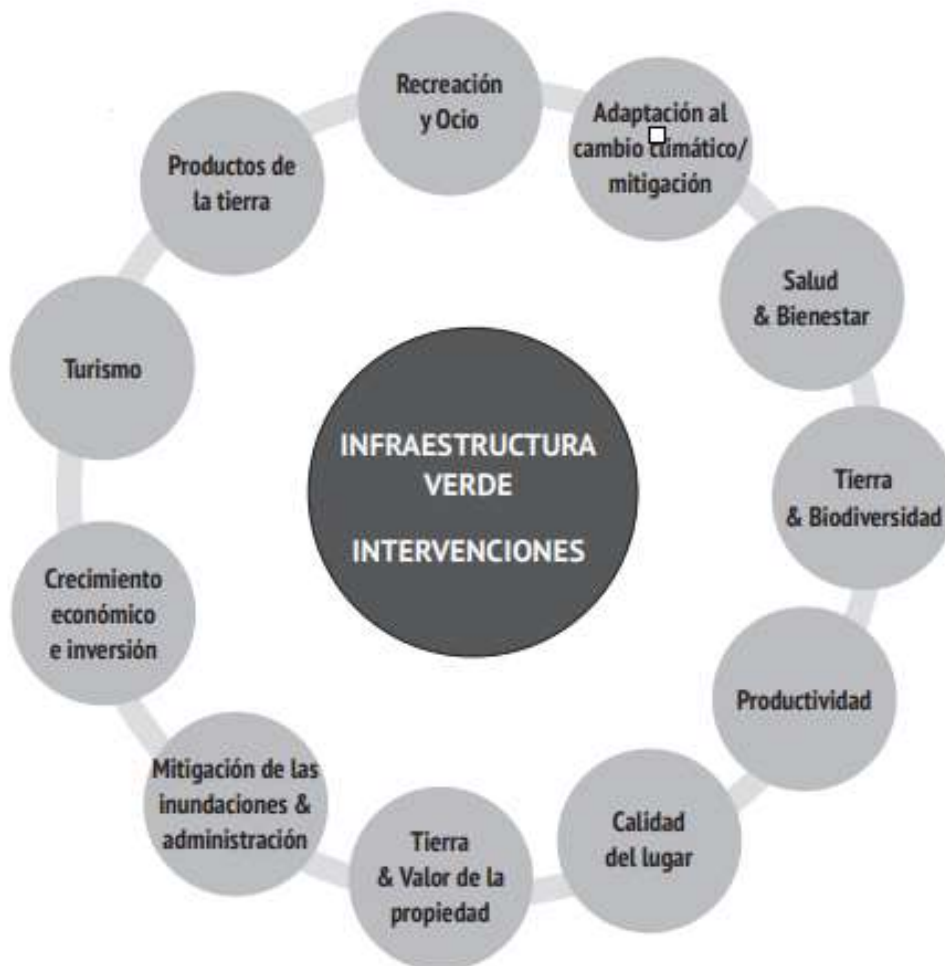 Recreación
y Ocio
Adaptación al
cambio climático/
mitigación
Salud
& Bienestar
Tierra
& Biodiversidad
Productividad
Calidad
del lugar
Tierra
& Valor de la
propiedad
Mitigación de las
inundaciones &
administración
Crecimiento
económico
e inversión
Turismo
Productos de
la tierra
INFRAESTRUCTURA
VERDE
INTERVENCIONES